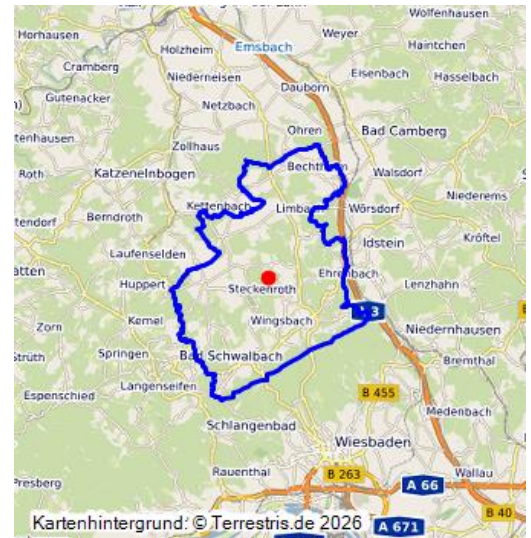 Wolfenhausen
Horhausen
Weyer
Holzheim
Emsbach
Haintchen
Cramberg
Niederneisen
Dauborn
Eisenbach
Hasselbach
Gutenacker
Netzbach
Ohren
Bad Camberg
Zollhaus
Roth
Katzenelnbogen
Bechtheim
Walsdorf
Kettenbach
Limbach
Wörsdorf
Niederems
Berndroth
Idstein
Kröftel
Laufenselden
Ehrenbach
Huppert
Steckenroth
Lenzhahn
Zorn
Kemel
Wingsbach
A 3
Niedernhausen
Strüth
Springen
Bad Schwalbach
Bremthal
Espenschied
Langenseifen
B 455
Medenbach
Schlangenbad
Wiesbaden
Presberg
Rauenthal
B 263
A 66
Wallau
B 40
A 671
Kartenhintergrund: © Terrestris.de 2026